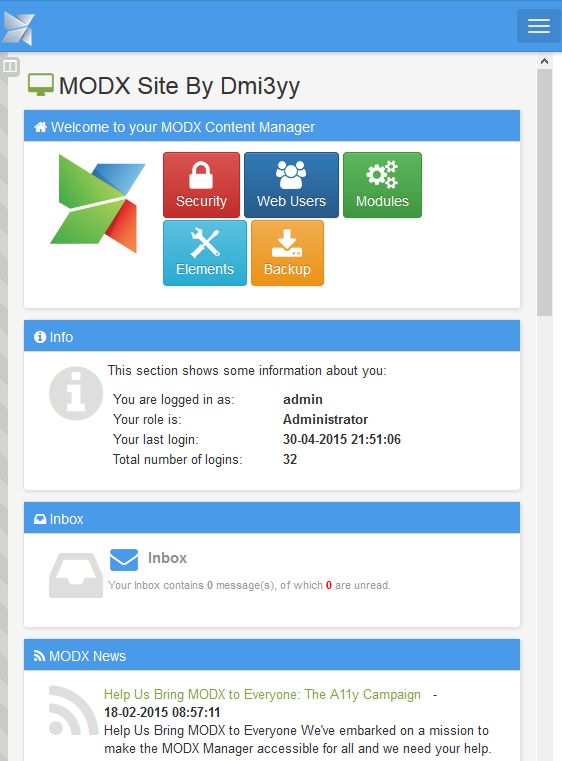 MODX Site By Dmi3yy
Welcome to your MODX Content Manager
Security
Web Users
Modules
Elements
Backup
Info
This section shows some information about you:
You are logged in as: admin
Your role is: Administrator
Your last login: 30-04-2015 21:51:06
Total number of logins: 32
Inbox
Inbox
Your Inbox contains 0 message(s), of which 0 are unread.
MODX News
Help Us Bring MODX to Everyone: The A11y Campaign -
18-02-2015 08:57:11
Help Us Bring MODX to Everyone We've embarked on a mission to
make the MODX Manager accessible for all and we need your help.